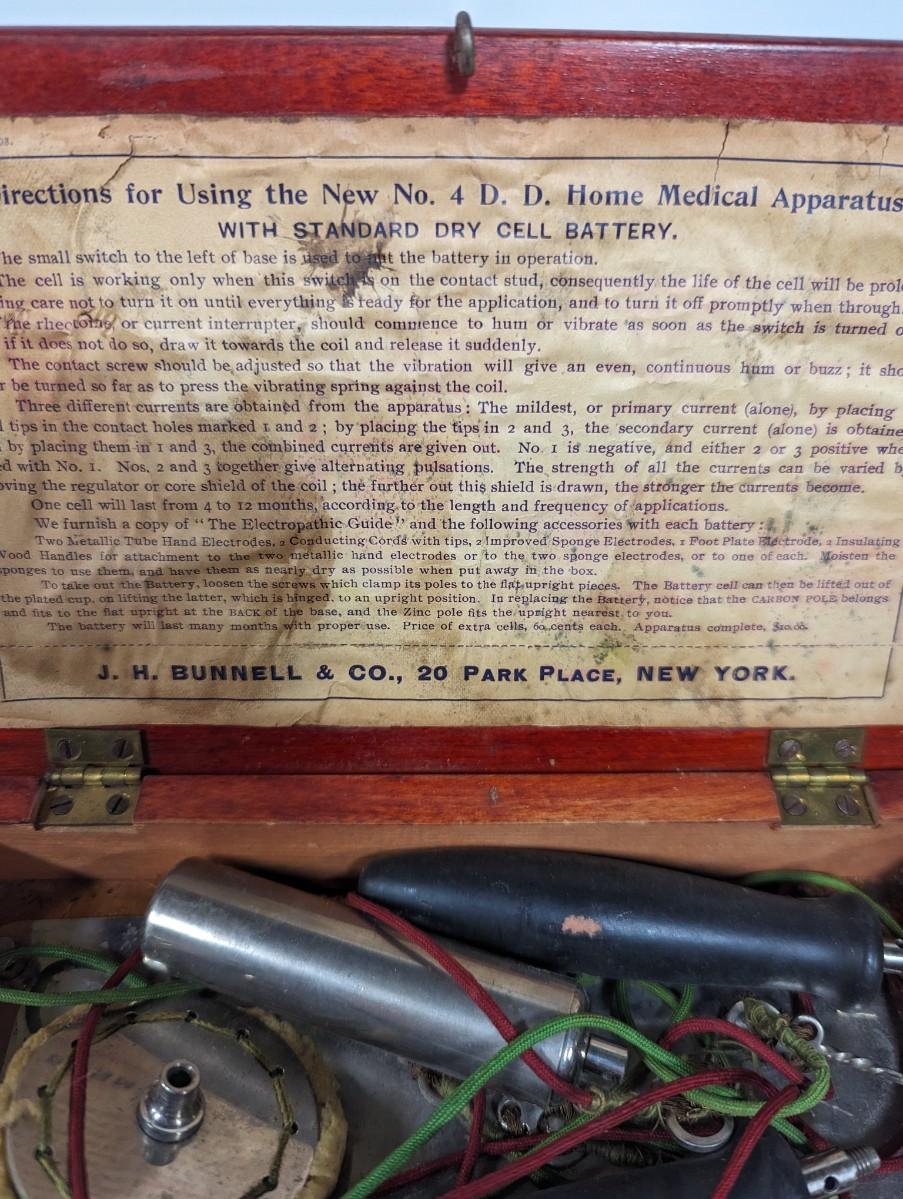 Directions for Using the New No. 4 D. D. Home Medical Apparatus
WITH STANDARD DRY CELL BATTERY.
The small switch to the left of base is used to put the battery in operation.
The cell is working only when this switch is on the contact stud, consequently the life of the cell will be prol
ing care not to turn it on until everything is ready for the application, and to turn it off promptly when through.
The rheotome, or current interrupter, should commence to hum or vibrate as soon as the switch is turned o
if it does not do so, draw it towards the coil and release it suddenly.
The contact screw should be adjusted so that the vibration will give an even, continuous hum or buzz; it sho
r be turned so far as to press the vibrating spring against the coil.
Three different currents are obtained from the apparatus: The mildest, or primary current (alone), by placing
tips in the contact holes marked 1 and 2; by placing the tips in 2 and 3, the secondary current (alone) is obtaine
by placing them in 1 and 3, the combined currents are given out. No. 1 is negative, and either 2 or 3 positive whe
ed with No. 1. Nos. 2 and 3 together give alternating pulsations. The strength of all the currents can be varied b
oving the regulator or core shield of the coil; the further out this shield is drawn, the stronger the currents become.
One cell will last from 4 to 12 months, according to the length and frequency of applications.
We furnish a copy of "The Electropathic Guide" and the following accessories with each battery:
Two Metallic Tube Hand Electrodes, 2 Conducting Cords with tips, 2 Improved Sponge Electrodes, 1 Foot Plate Electrode, 2 Insulating
Wood Handles for attachment to the two metallic hand electrodes or to the two sponge electrodes, or to one of each. Moisten the
sponges to use them, and have them as nearly dry as possible when put away in the box.
To take out the Battery, loosen the screws which clamp its poles to the flat upright pieces. The Battery cell can then be lifted out of
the plated cup, on lifting the latter, which is hinged, to an upright position. In replacing the Battery, notice that the CARBON POLE belongs
and fits to the flat upright at the BACK of the base, and the Zinc pole fits the upright nearest to you.
The battery will last many months with proper use. Price of extra cells, 60 cents each. Apparatus complete, $10.00.
J. H. BUNNELL & CO., 20 PARK PLACE, NEW YORK.